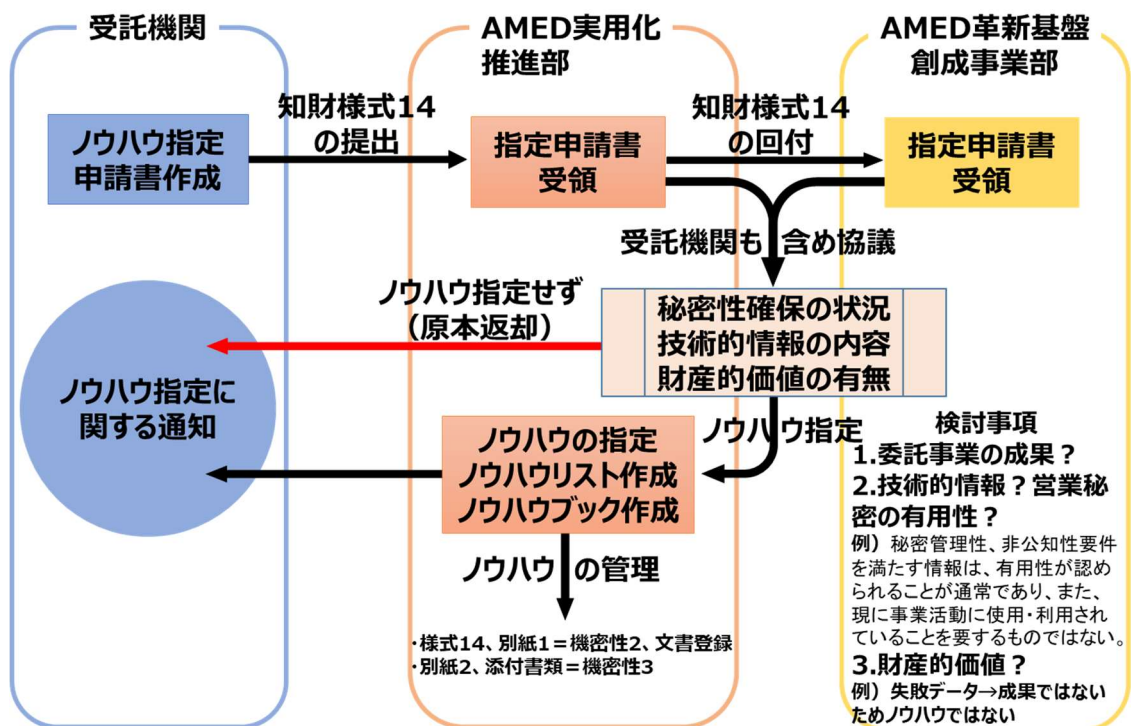 受託機関
AMED実用化
推進部
AMED革新基盤
創成事業部
ノウハウ指定
申請書作成
知財様式14
の提出
指定申請書
受領
知財様式14
の回付
指定申請書
受領
受託機関も 含め協議
ノウハウ指定せず
（原本返却）
秘密性確保の状況
技術的情報の内容
財産的価値の有無
ノウハウ指定に
関する通知
ノウハウ指定
ノウハウの指定
ノウハウリスト作成
ノウハウブック作成
ノウハウ の管理
・様式14、別紙1＝機密性2、文書登録
・別紙2、添付書類＝機密性3
検討事項
1.委託事業の成果？
2.技術的情報？営業秘
密の有用性？
例）秘密管理性、非公知性要件
を満たす情報は、有用性が認め
られることが通常であり、また、
現に事業活動に使用・利用され
ていることを要するものではない。
3.財産的価値？
例）失敗データ→成果ではない
ためノウハウではない